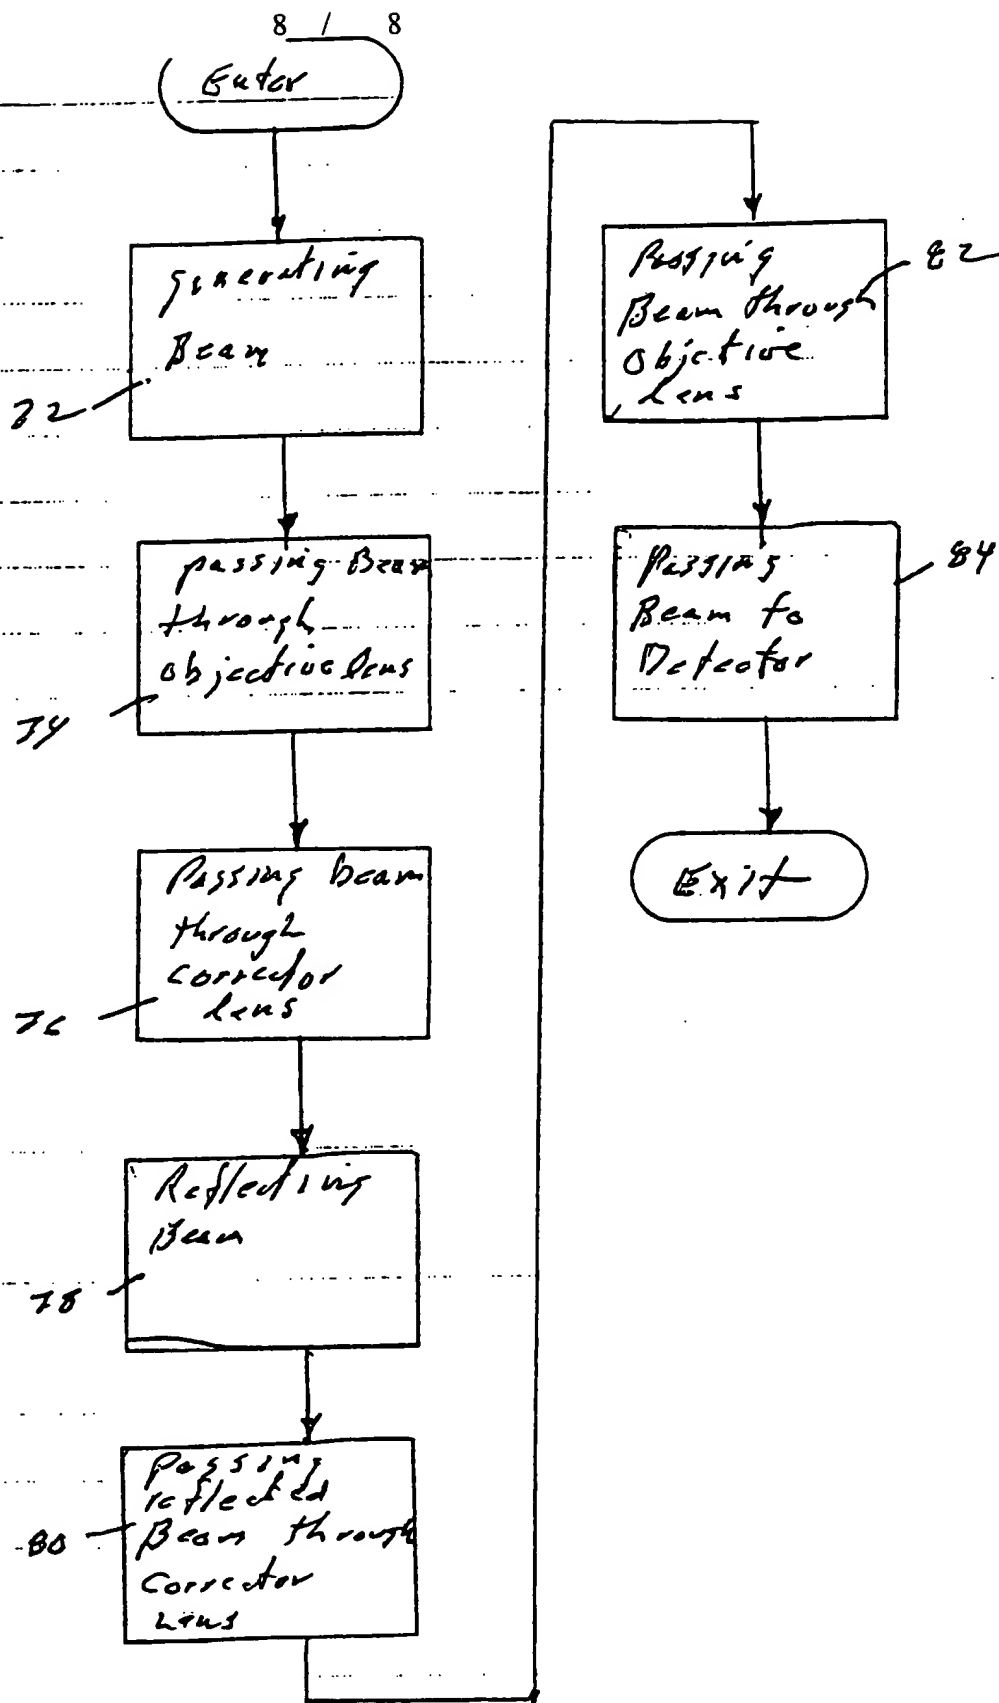 8 / 8
Enter
generating
Beam
72
passing Beam
through
objective lens
74
Passing beam
through
corrector
lens
76
Reflecting
Beam
78
Passing
reflected
Beam through
corrector
Lens
80
Passing
Beam through
Objective
Lens
82
Passing
Beam to
Detector
84
Exit